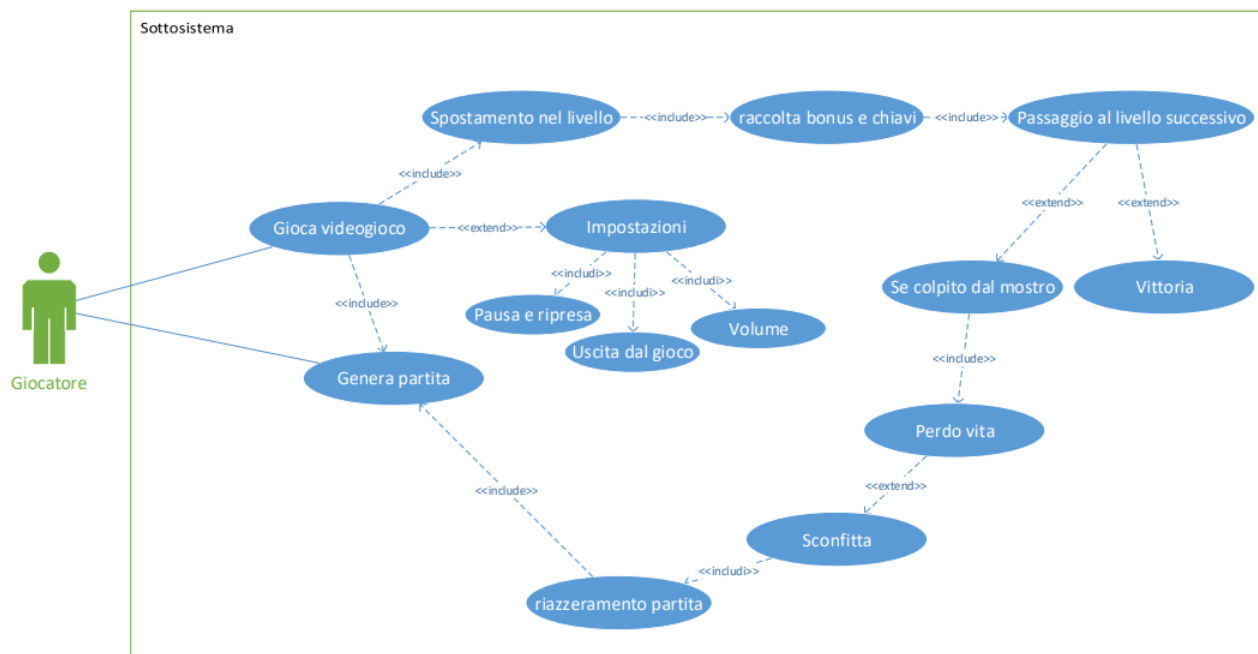 Sottosistema
Spostamento nel livello
<<include>>
raccolta bonus e chiavi
<<include>>
Passaggio al livello successivo
<<include>>
<<extend>>
<<extend>>
Gioca videogioco
<<extend>>
Impostazioni
<<includi>>
<<includi>>
<<includi>>
Se colpito dal mostro
Vittoria
<<include>>
Pausa e ripresa
Volume
Uscita dal gioco
<<include>>
Giocatore
Genera partita
Perdo vita
<<extend>>
<<include>>
Sconfitta
<<includi>>
riazzeramento partita